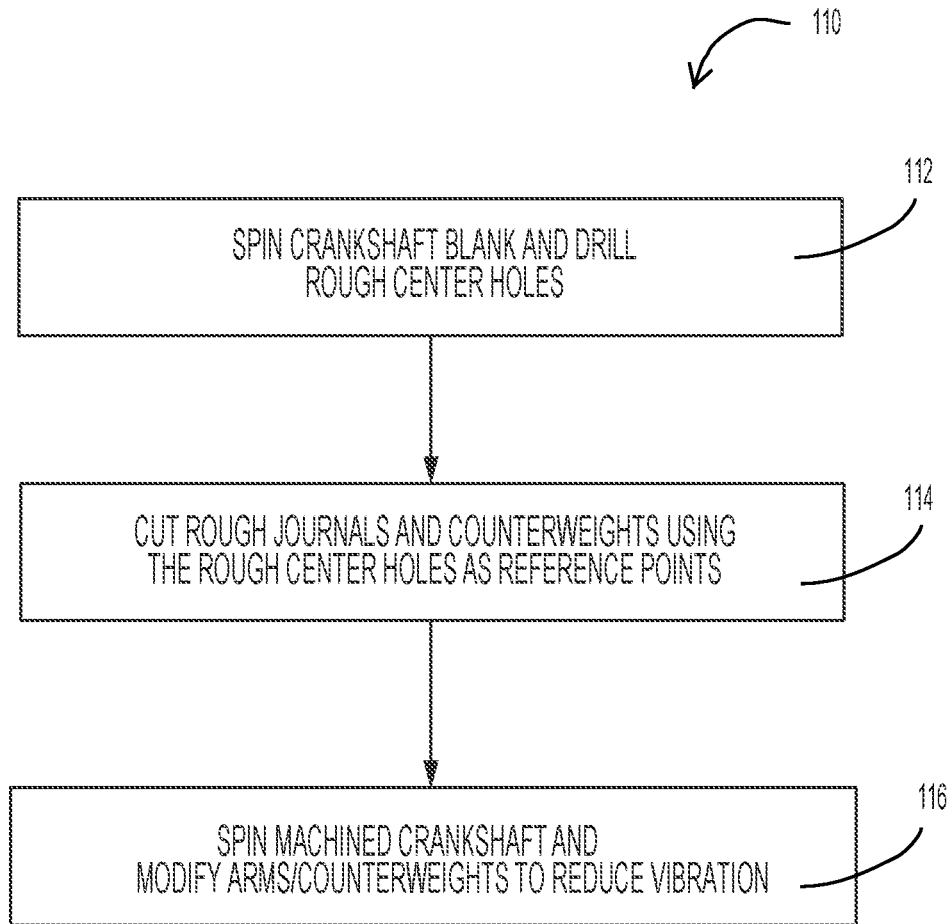 110
112
SPIN CRANKSHAFT BLANK AND DRILL
ROUGH CENTER HOLES
114
CUT ROUGH JOURNALS AND COUNTERWEIGHTS USING
THE ROUGH CENTER HOLES AS REFERENCE POINTS
116
SPIN MACHINED CRANKSHAFT AND
MODIFY ARMS/COUNTERWEIGHTS TO REDUCE VIBRATION